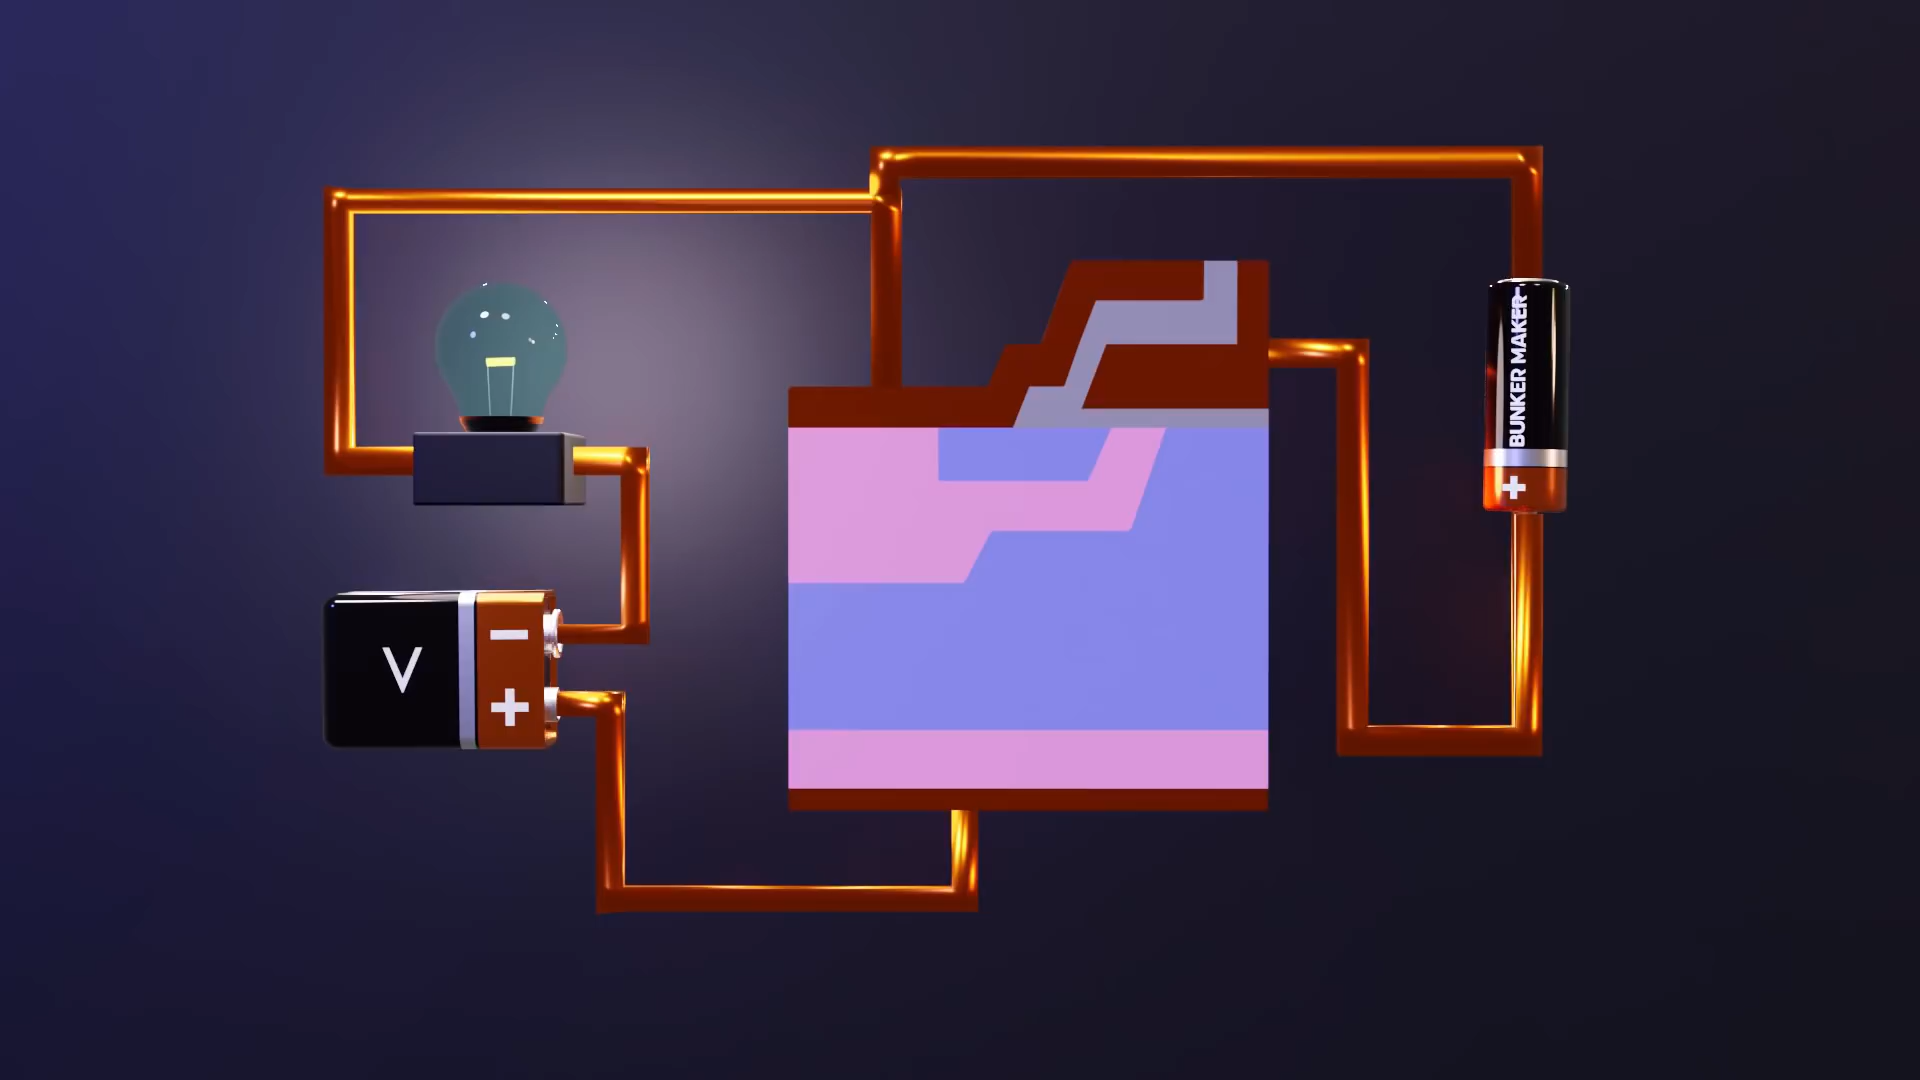 BUNKER MAKER
V
−
+
+